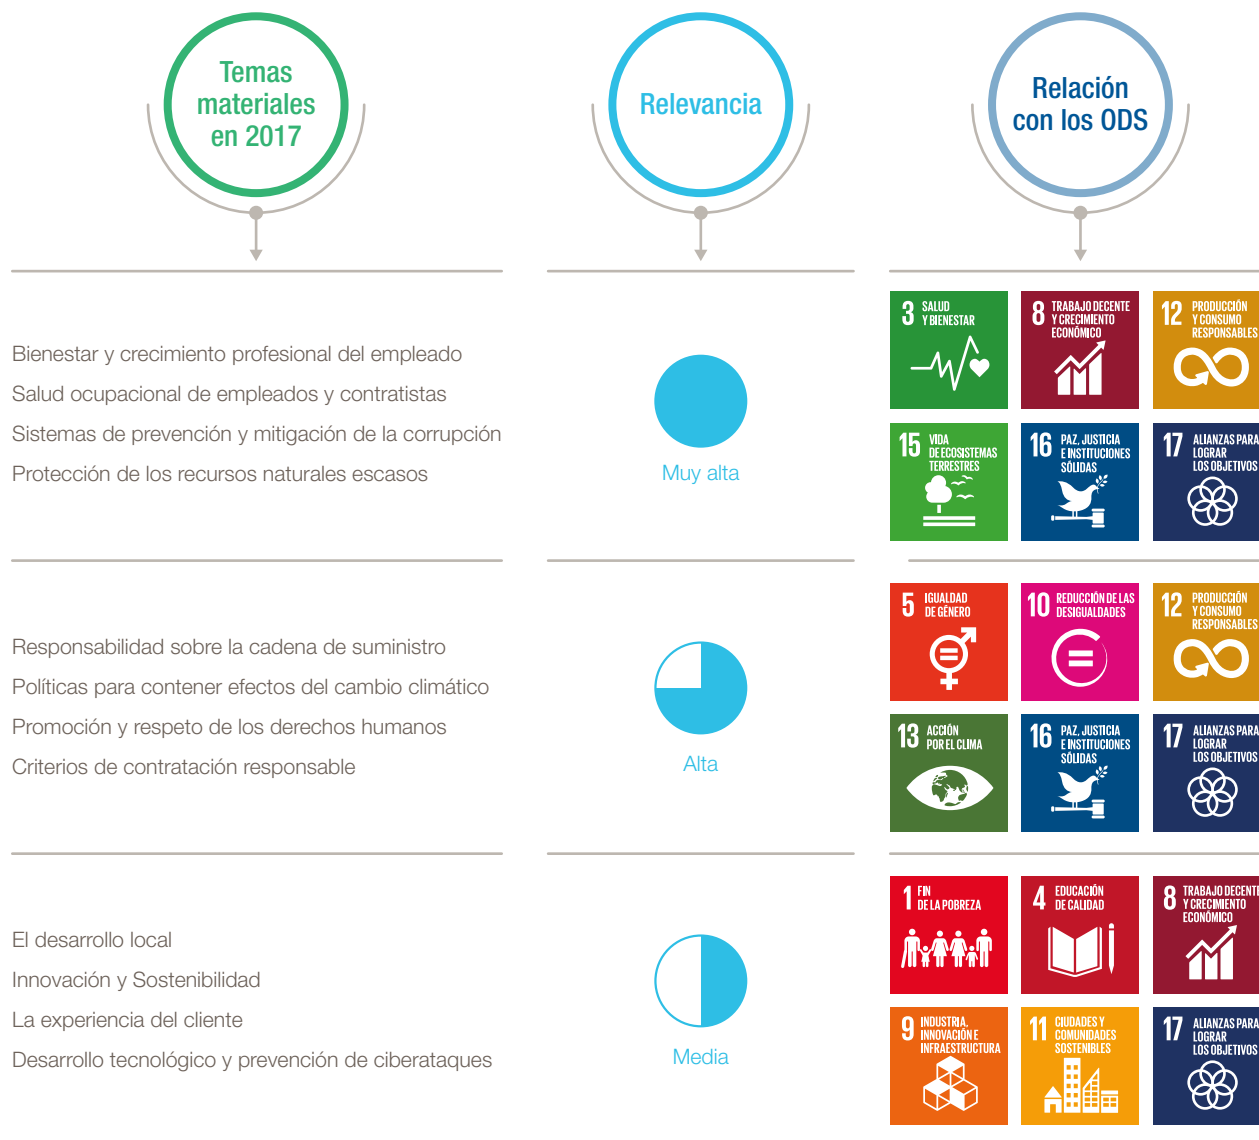 Temas
materiales
en 2017
Relevancia
Relación
con los ODS
Bienestar y crecimiento profesional del empleado
Salud ocupacional de empleados y contratistas
Sistemas de prevención y mitigación de la corrupción
Protección de los recursos naturales escasos
Muy alta
3 SALUD
Y BIENESTAR
8 TRABAJO DECENTE
Y CRECIMIENTO
ECONÓMICO
12 PRODUCCIÓN
Y CONSUMO
RESPONSABLES
15 VIDA
DE ECOSISTEMAS
TERRESTRES
16 PAZ, JUSTICIA
E INSTITUCIONES
SÓLIDAS
17 ALIANZAS PARA
LOGRAR
LOS OBJETIVOS
Responsabilidad sobre la cadena de suministro
Políticas para contener efectos del cambio climático
Promoción y respeto de los derechos humanos
Criterios de contratación responsable
Alta
5 IGUALDAD
DE GÉNERO
10 REDUCCIÓN DE LAS
DESIGUALDADES
12 PRODUCCIÓN
Y CONSUMO
RESPONSABLES
13 ACCIÓN
POR EL CLIMA
16 PAZ, JUSTICIA
E INSTITUCIONES
SÓLIDAS
17 ALIANZAS PARA
LOGRAR
LOS OBJETIVOS
El desarrollo local
Innovación y Sostenibilidad
La experiencia del cliente
Desarrollo tecnológico y prevención de ciberataques
Media
1 FIN
DE LA POBREZA
4 EDUCACIÓN
DE CALIDAD
8 TRABAJO DECENTE
Y CRECIMIENTO
ECONÓMICO
9 INDUSTRIA,
INNOVACIÓN E
INFRAESTRUCTURA
11 CIUDADES Y
COMUNIDADES
SOSTENIBLES
17 ALIANZAS PARA
LOGRAR
LOS OBJETIVOS